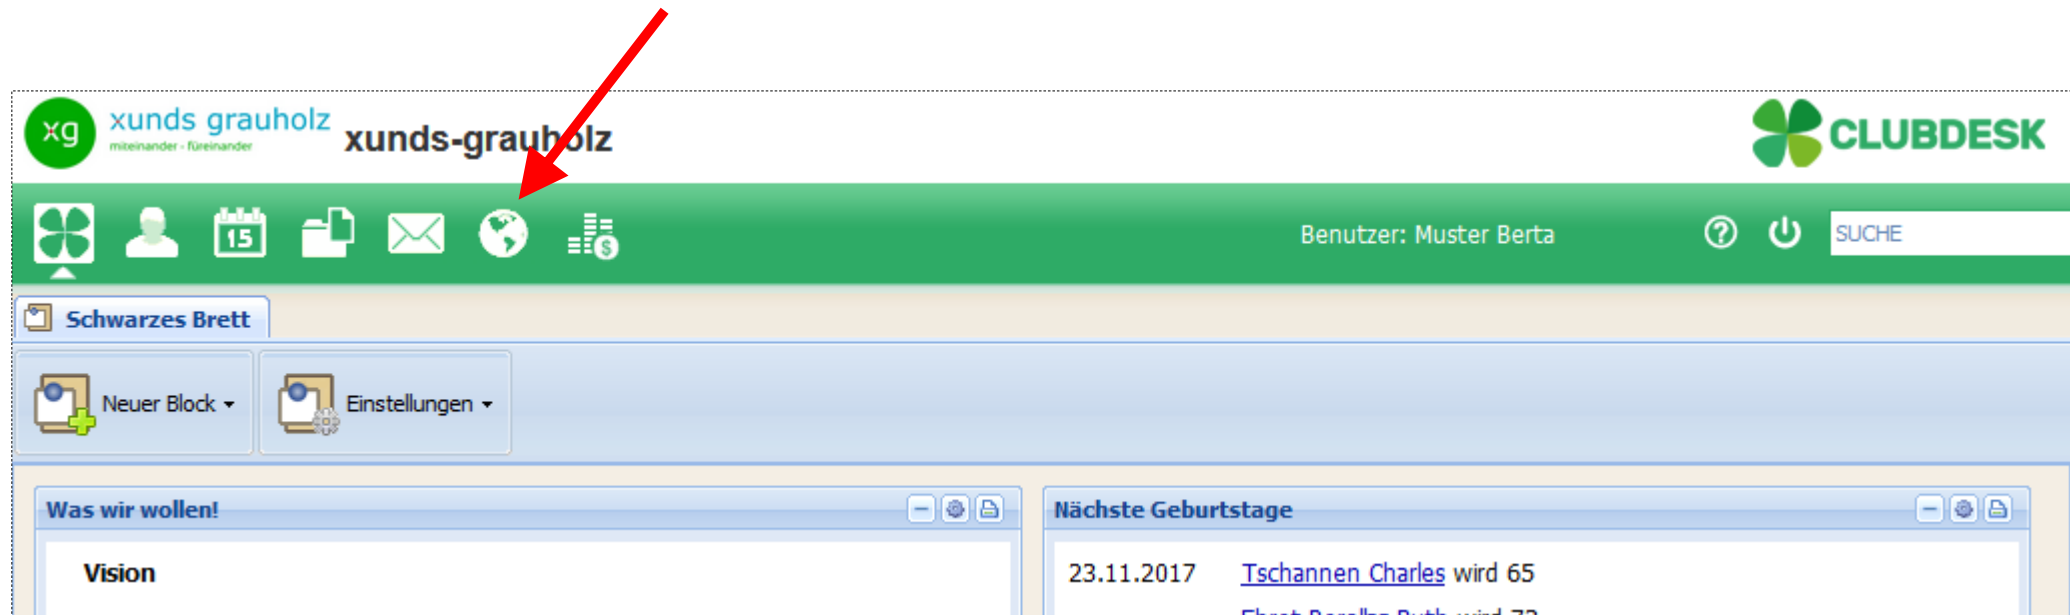 xg
xunds grauholz
miteinander - füreinander
xunds-grauholz
CLUBDESK
15
Benutzer: Muster Berta
SUCHE
Schwarzes Brett
Neuer Block
Einstellungen
Was wir wollen!
Nächste Geburtstage
Vision
23.11.2017 Tschannen Charles wird 65